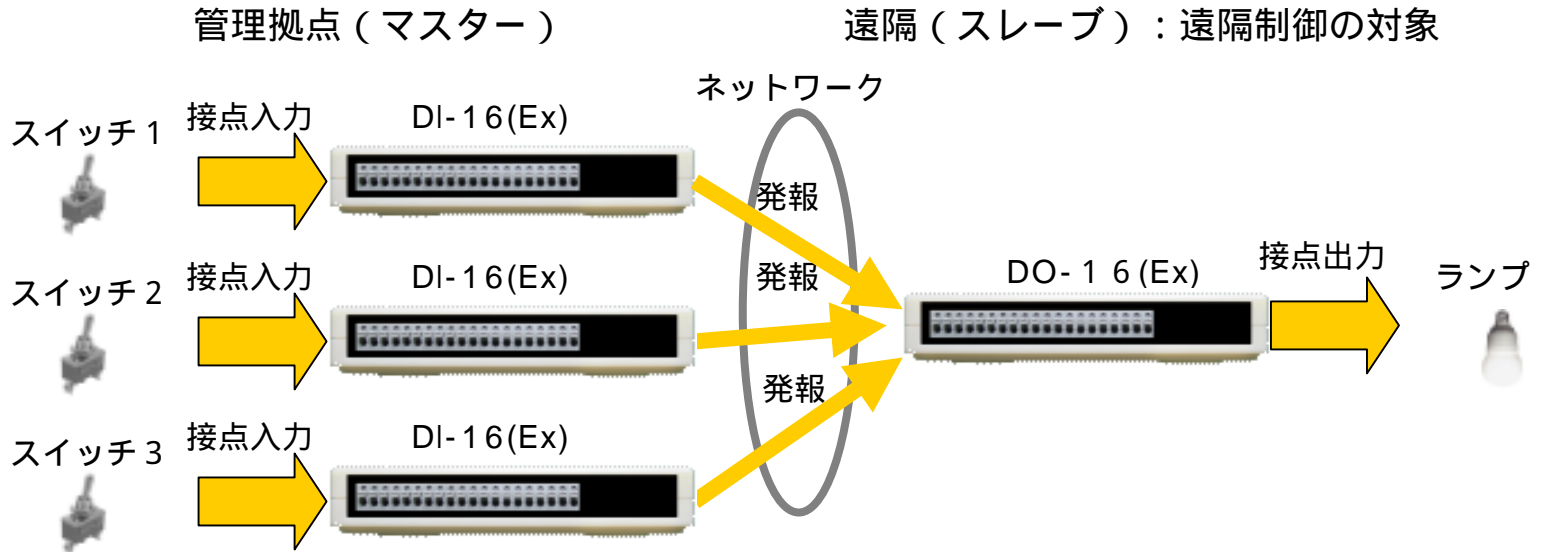 管理拠点（マスター）
遠隔（スレーブ）：遠隔制御の対象
ネットワーク
スイッチ１
接点入力
DI-１６(Ex)
発報
スイッチ２
接点入力
DI-１６(Ex)
発報
DO-１６(Ex)
接点出力
ランプ
スイッチ３
接点入力
DI-１６(Ex)
発報